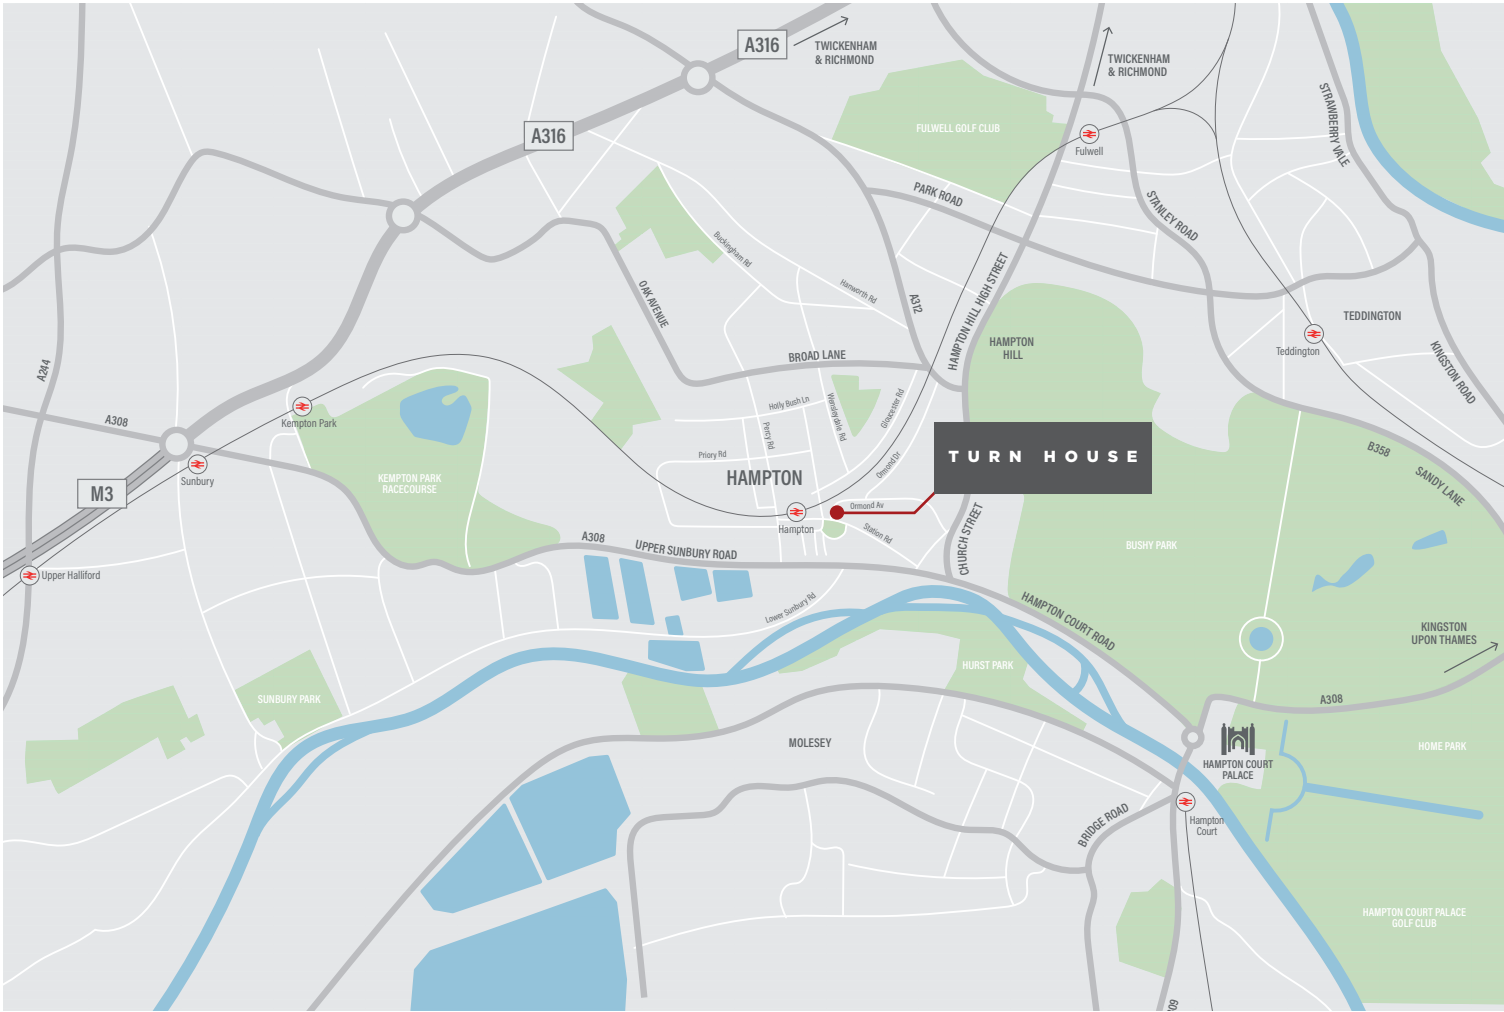 A316
TWICKENHAM
& RICHMOND
TWICKENHAM
& RICHMOND
A316
FULWELL GOLF CLUB
Fulwell
STRAWBERRY VALE
PARK ROAD
STANLEY ROAD
Buckingham Rd
Hanworth Rd
OAK AVENUE
A312
HAMPTON HILL HIGH STREET
HAMPTON
HILL
TEDDINGTON
Teddington
KINGSTON ROAD
A244
BROAD LANE
A308
Kempton Park
Holly Bush Ln
Wensleydale Rd
Gloucester Rd
Percy Rd
Priory Rd
Ormond Dr
TURN HOUSE
B358
SANDY LANE
Sunbury
M3
KEMPTON PARK
RACECOURSE
HAMPTON
Hampton
Ormond Av
Station Rd
CHURCH STREET
BUSHY PARK
A308
UPPER SUNBURY ROAD
Upper Halliford
Lower Sunbury Rd
HAMPTON COURT ROAD
KINGSTON
UPON THAMES
HURST PARK
SUNBURY PARK
A308
MOLESEY
HAMPTON COURT
PALACE
HOME PARK
BRIDGE ROAD
Hampton
Court
HAMPTON COURT PALACE
GOLF CLUB